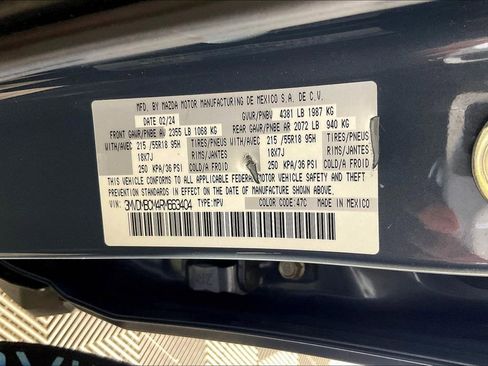 MFD. BY MAZDA MOTOR MANUFACTURING DE MEXICO S.A. DE C.V.
DATE 02/24 GVWR/PNBV 4381 LB 1987 KG
FRONT GAWR/PNBE AV 2355 LB 1068 KG REAR GAWR/PNBE AR 2072 LB 940 KG
WITH/AVEC 215/55R18 95H TIRES/PNEUS WITH/AVEC 215/55R18 95H TIRES/PNEUS
18X7J RIMS/JANTES 18X7J RIMS/JANTES
250 KPA/36 PSI COLD/A FROID 250 KPA/36 PSI COLD/A FROID
THIS VEHICLE CONFORMS TO ALL APPLICABLE FEDERAL MOTOR VEHICLE SAFETY AND THEFT
PREVENTION STANDARDS IN EFFECT ON THE DATE OF MANUFACTURE SHOWN ABOVE.
3MVDMBCM4RM663404 TYPE: MPV COLOR CODE: 47C MADE IN MEXICO